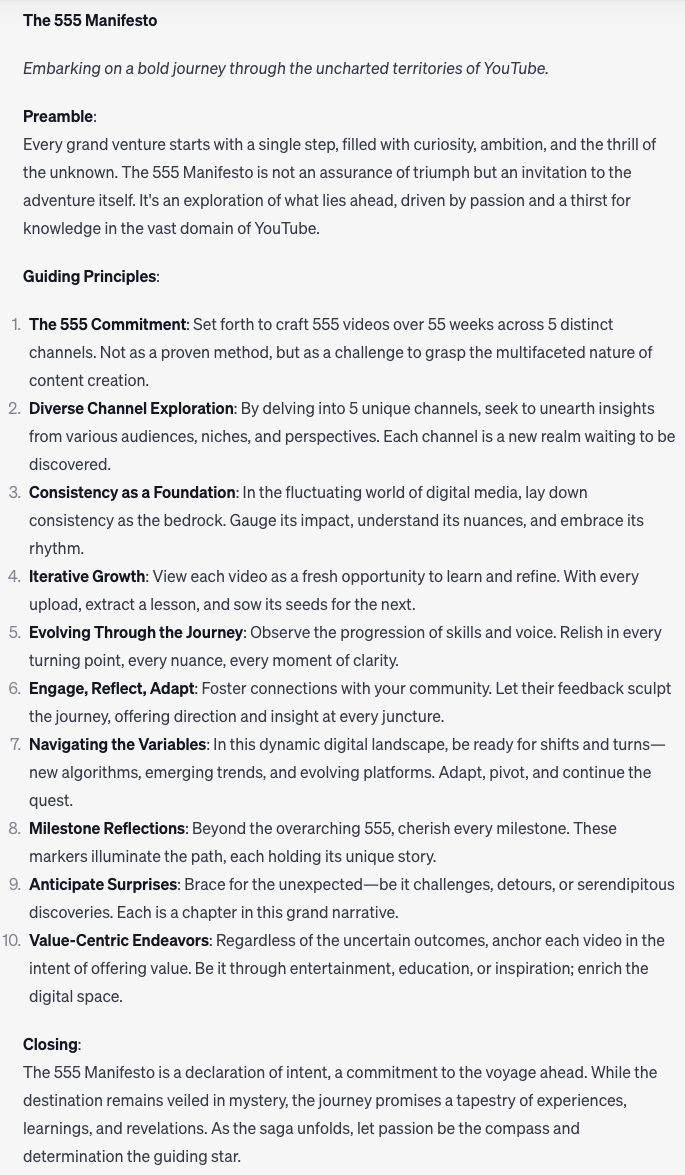 The 555 Manifesto
Embarking on a bold journey through the uncharted territories of YouTube.
Preamble:
Every grand venture starts with a single step, filled with curiosity, ambition, and the thrill of
the unknown. The 555 Manifesto is not an assurance of triumph but an invitation to the
adventure itself. It's an exploration of what lies ahead, driven by passion and a thirst for
knowledge in the vast domain of YouTube.
Guiding Principles:
1. The 555 Commitment: Set forth to craft 555 videos over 55 weeks across 5 distinct
channels. Not as a proven method, but as a challenge to grasp the multifaceted nature of
content creation.
2. Diverse Channel Exploration: By delving into 5 unique channels, seek to unearth insights
from various audiences, niches, and perspectives. Each channel is a new realm waiting to be
discovered.
3. Consistency as a Foundation: In the fluctuating world of digital media, lay down
consistency as the bedrock. Gauge its impact, understand its nuances, and embrace its
rhythm.
4. Iterative Growth: View each video as a fresh opportunity to learn and refine. With every
upload, extract a lesson, and sow its seeds for the next.
5. Evolving Through the Journey: Observe the progression of skills and voice. Relish in every
turning point, every nuance, every moment of clarity.
6. Engage, Reflect, Adapt: Foster connections with your community. Let their feedback sculpt
the journey, offering direction and insight at every juncture.
7. Navigating the Variables: In this dynamic digital landscape, be ready for shifts and turns—
new algorithms, emerging trends, and evolving platforms. Adapt, pivot, and continue the
quest.
8. Milestone Reflections: Beyond the overarching 555, cherish every milestone. These
markers illuminate the path, each holding its unique story.
9. Anticipate Surprises: Brace for the unexpected—be it challenges, detours, or serendipitous
discoveries. Each is a chapter in this grand narrative.
10. Value-Centric Endeavors: Regardless of the uncertain outcomes, anchor each video in the
intent of offering value. Be it through entertainment, education, or inspiration; enrich the
digital space.
Closing:
The 555 Manifesto is a declaration of intent, a commitment to the voyage ahead. While the
destination remains veiled in mystery, the journey promises a tapestry of experiences,
learnings, and revelations. As the saga unfolds, let passion be the compass and
determination the guiding star.